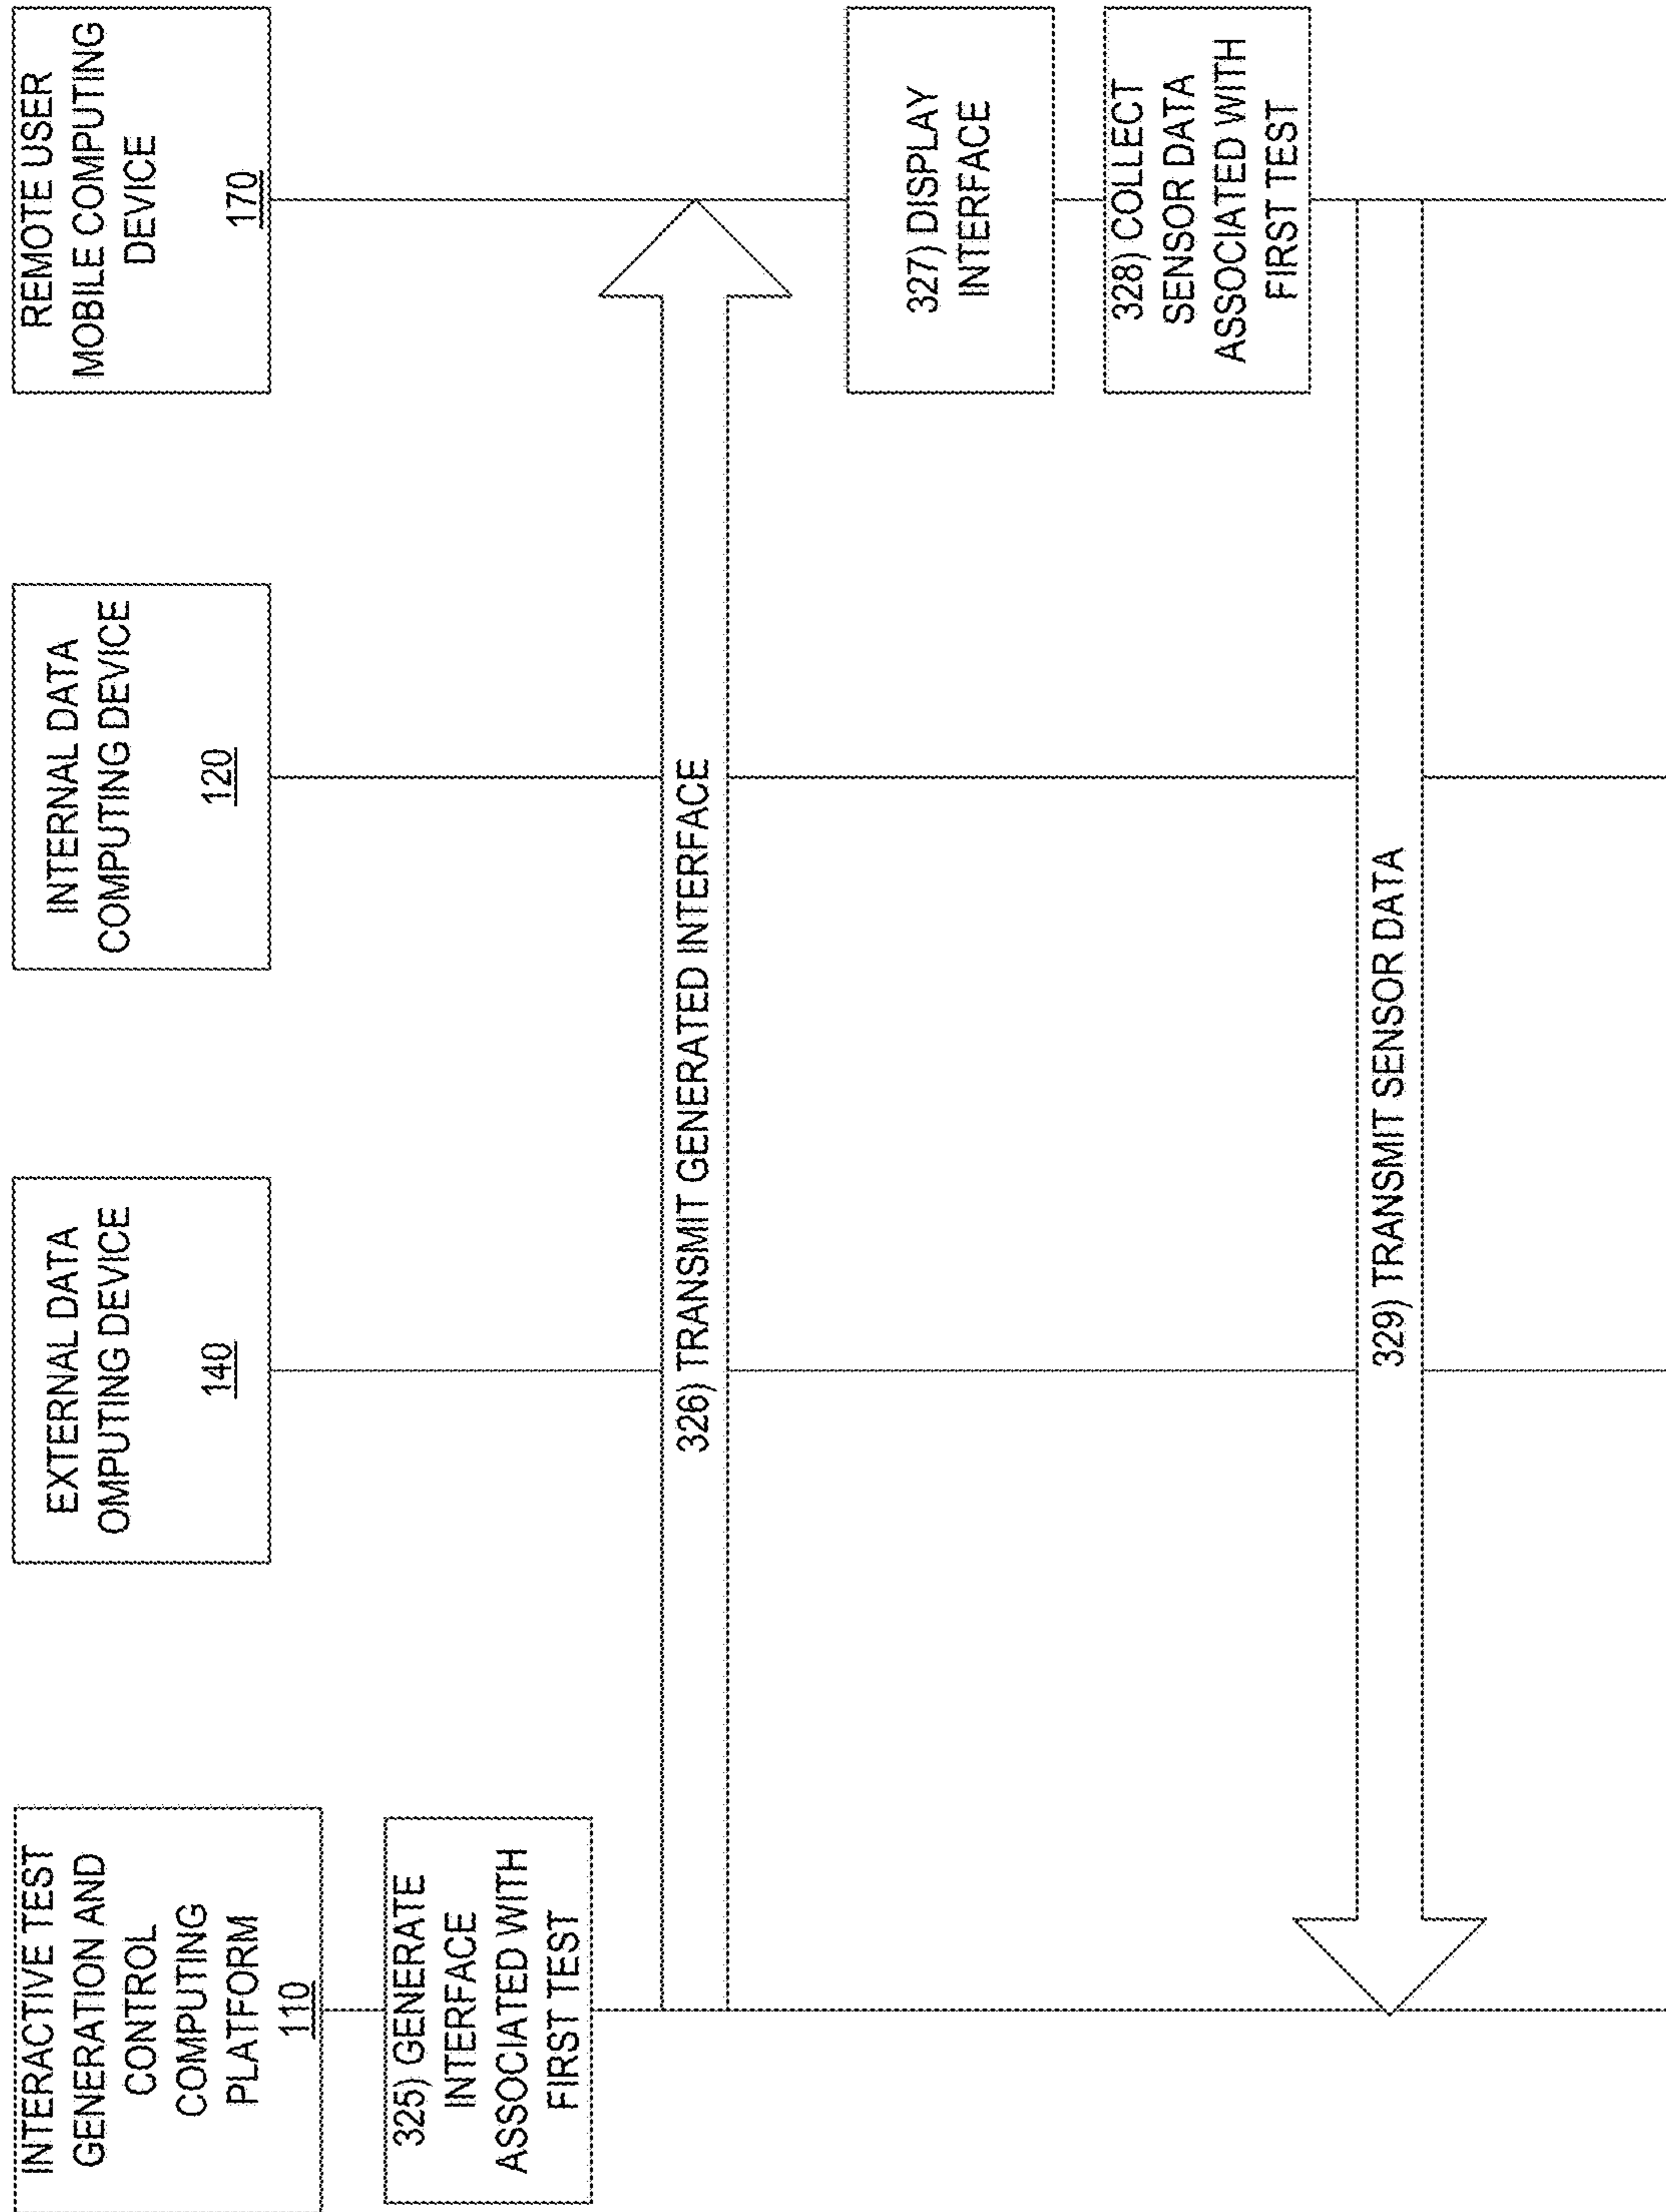 INTERACTIVE TEST
GENERATION AND
CONTROL
COMPUTING
PLATFORM
110
EXTERNAL DATA
OMPUTING DEVICE
140
INTERNAL DATA
COMPUTING DEVICE
120
REMOTE USER
MOBILE COMPUTING
DEVICE
170
325) GENERATE
INTERFACE
ASSOCIATED WITH
FIRST TEST
326) TRANSMIT GENERATED INTERFACE
327) DISPLAY
INTERFACE
328) COLLECT
SENSOR DATA
ASSOCIATED WITH
FIRST TEST
329) TRANSMIT SENSOR DATA